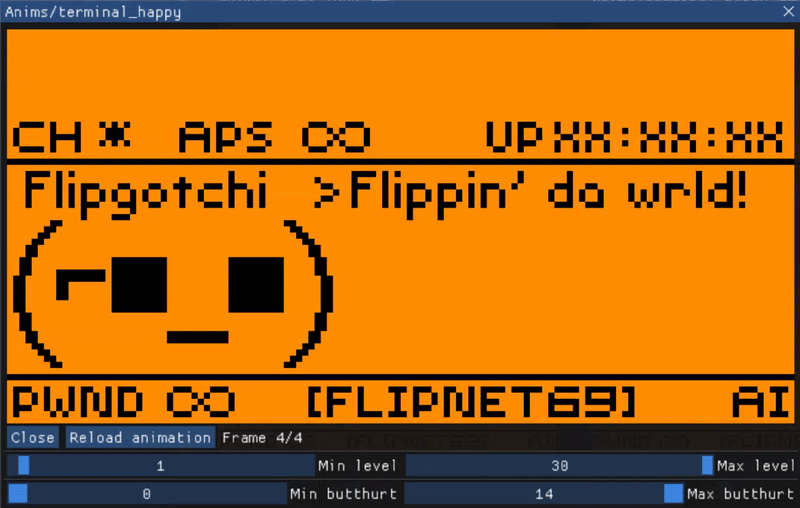 Anims/terminal_happy
CH * APS ∞ UP XX:XX:XX
Flipgotchi >Flippin' da wrld!
PWND ∞ [FLIPNET69] AI
Close Reload animation Frame 4/4
1 Min level 30 Max level
0 Min butthurt 14 Max butthurt